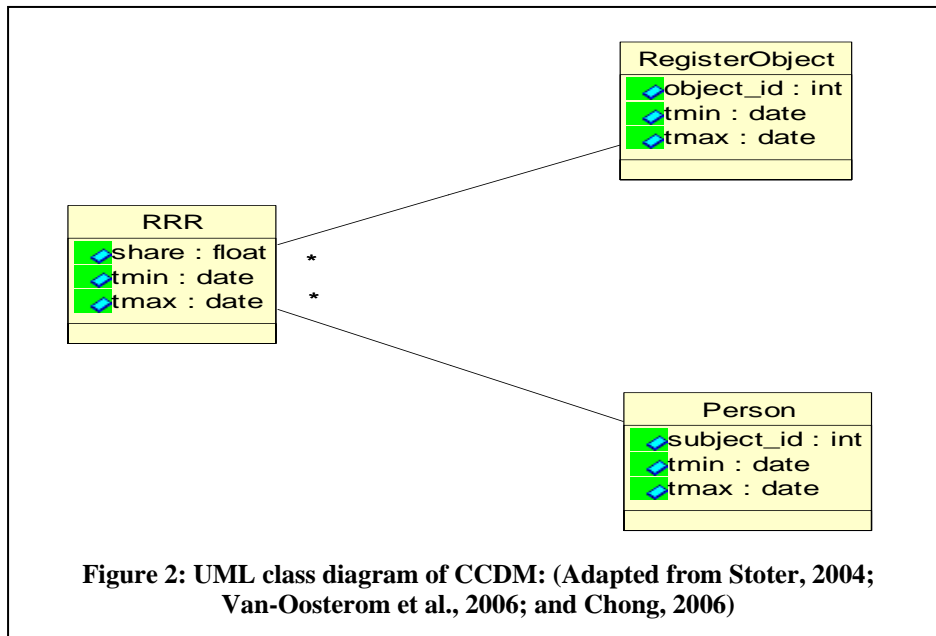 RegisterObject
object_id : int
tmin : date
tmax : date
RRR
share : float
tmin : date
tmax : date
*
*
Person
subject_id : int
tmin : date
tmax : date
Figure 2: UML class diagram of CCDM: (Adapted from Stoter, 2004;
Van-Oosterom et al., 2006; and Chong, 2006)